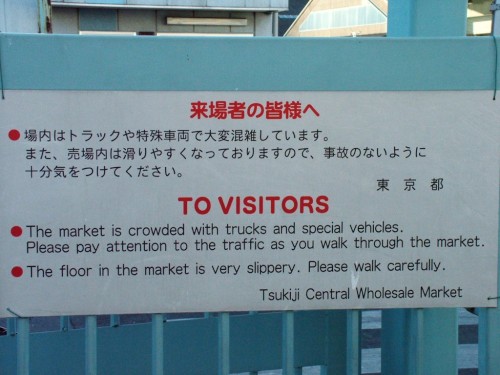 来場者の皆様へ
● 場内はトラックや特殊車両で大変混雑しています。
また、売場内は滑りやすくなっておりますので、事故のないように
十分気をつけてください。
東京都
TO VISITORS
● The market is crowded with trucks and special vehicles.
Please pay attention to the traffic as you walk through the market.
● The floor in the market is very slippery. Please walk carefully.
Tsukiji Central Wholesale Market